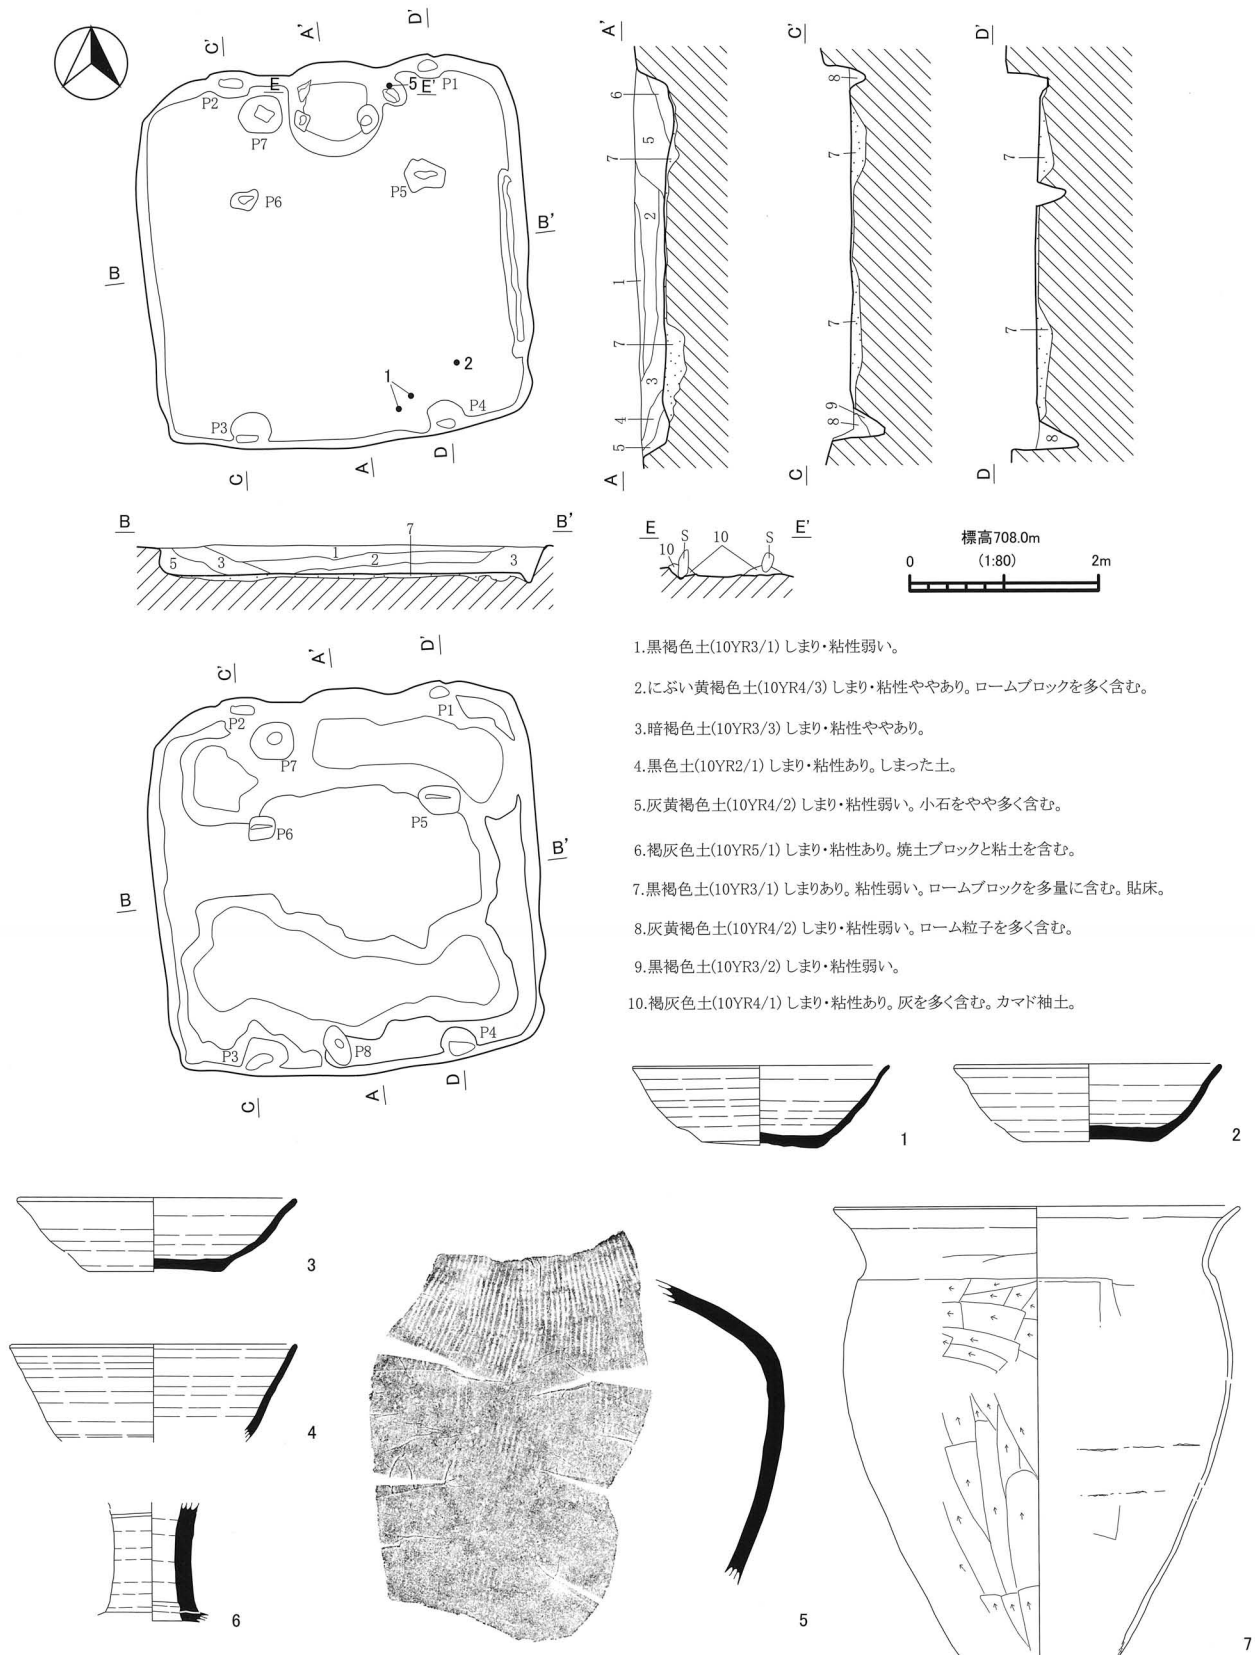 C'
A'
D'
E
5
E'
P1
P2
P7
P5
P6
B'
B
2
1
P4
P3
C
A
D
A'
6
5
7
2
1
7
3
4
5
A
C'
8
7
7
9
8
C
D'
7
7
8
D
B
7
B'
5
3
1
2
3
E
10
S
10
S
E'
標高708.0m
(1:80)
0
2m
C'
A'
D'
P2
P1
P7
P5
P6
B'
B
P3
P8
P4
C
A
D
1.黒褐色土(10YR3/1) しまり・粘性弱い。
2.にぶい黄褐色土(10YR4/3) しまり・粘性ややあり。ロームブロックを多く含む。
3.暗褐色土(10YR3/3) しまり・粘性ややあり。
4.黒色土(10YR2/1) しまり・粘性あり。しまった土。
5.灰黄褐色土(10YR4/2) しまり・粘性弱い。小石をやや多く含む。
6.褐灰色土(10YR5/1) しまり・粘性あり。焼土ブロックと粘土を含む。
7.黒褐色土(10YR3/1) しまりあり。粘性弱い。ロームブロックを多量に含む。貼床。
8.灰黄褐色土(10YR4/2) しまり・粘性弱い。ローム粒子を多く含む。
9.黒褐色土(10YR3/2) しまり・粘性弱い。
10.褐灰色土(10YR4/1) しまり・粘性あり。灰を多く含む。カマド袖土。
1
2
3
4
5
6
7